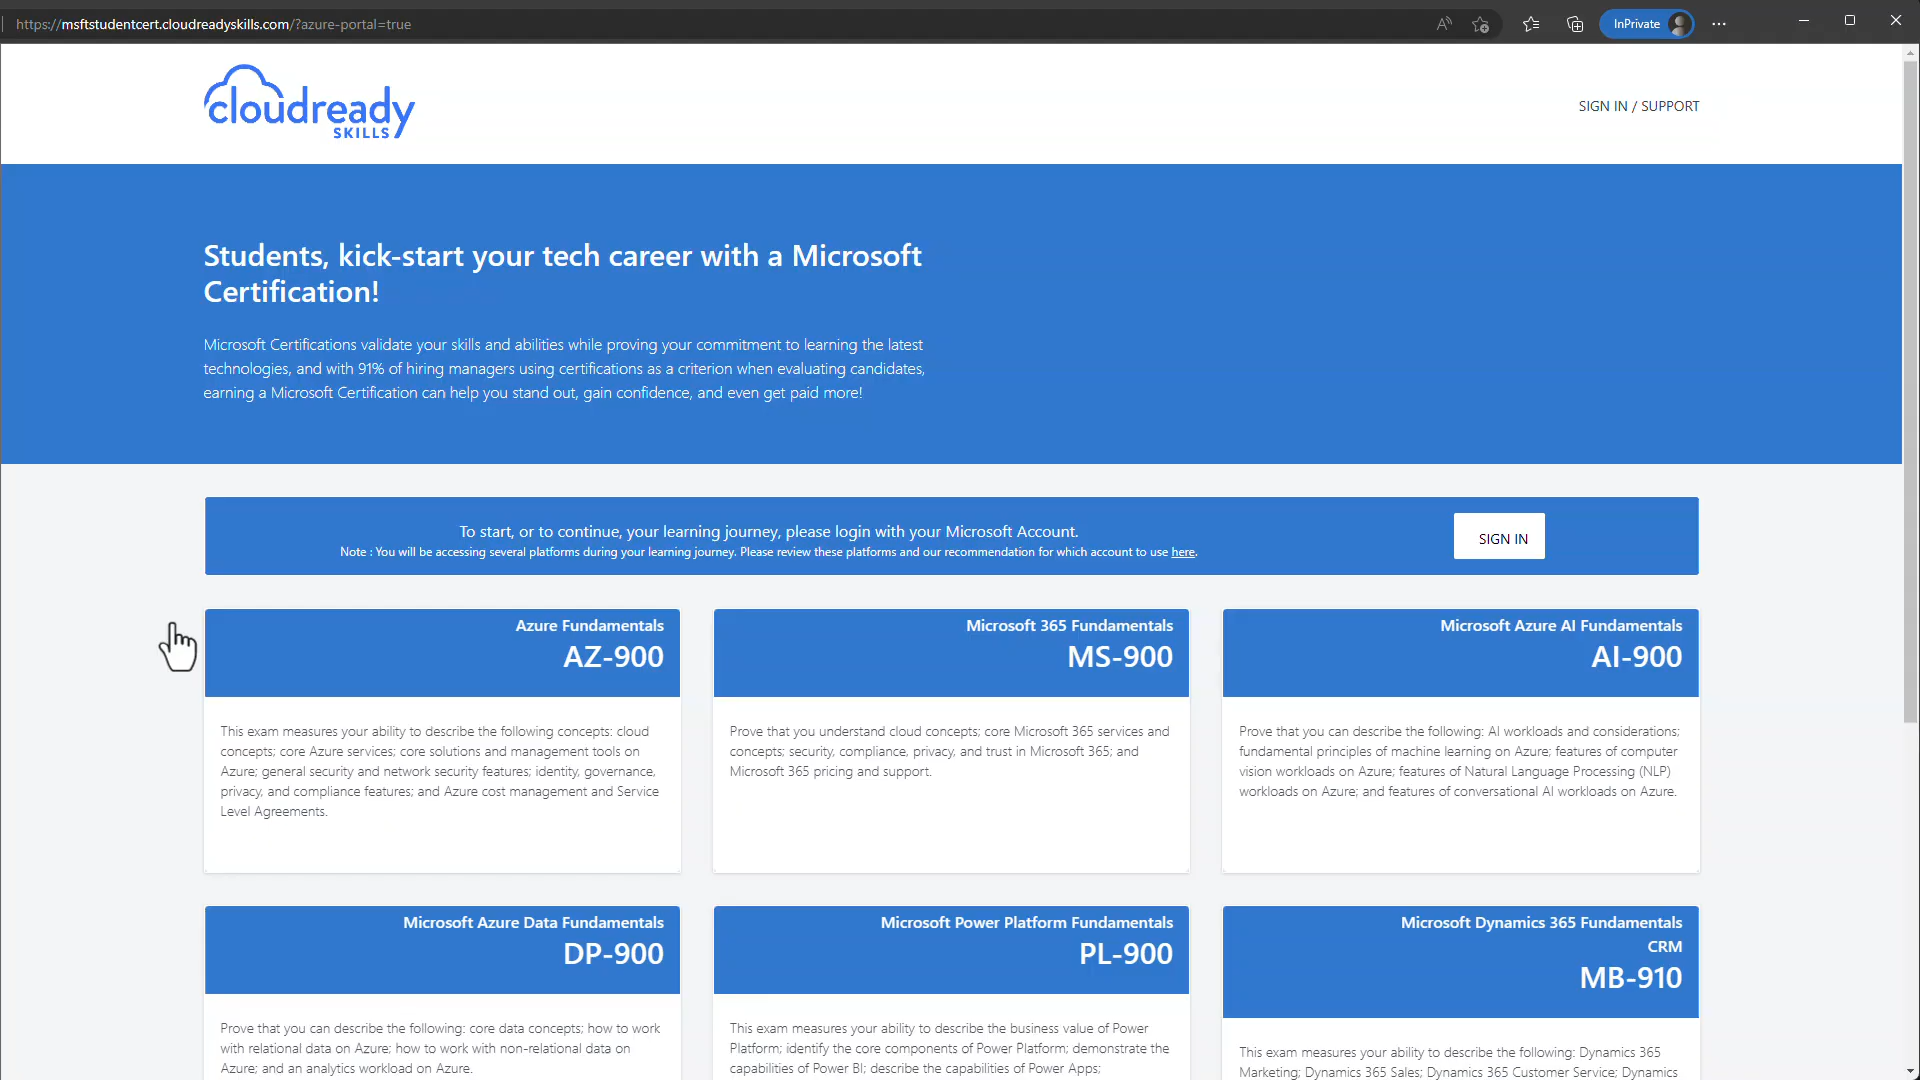 https://msftstudentcert.cloudreadyskills.com/?azure-portal=true
InPrivate
cloudready
SKILLS
SIGN IN / SUPPORT
Students, kick-start your tech career with a Microsoft
Certification!
Microsoft Certifications validate your skills and abilities while proving your commitment to learning the latest
technologies, and with 91% of hiring managers using certifications as a criterion when evaluating candidates,
earning a Microsoft Certification can help you stand out, gain confidence, and even get paid more!
To start, or to continue, your learning journey, please login with your Microsoft Account.
Note : You will be accessing several platforms during your learning journey. Please review these platforms and our recommendation for which account to use here.
SIGN IN
Azure Fundamentals
AZ-900
This exam measures your ability to describe the following concepts: cloud
concepts; core Azure services; core solutions and management tools on
Azure; general security and network security features; identity, governance,
privacy, and compliance features; and Azure cost management and Service
Level Agreements.
Microsoft 365 Fundamentals
MS-900
Prove that you understand cloud concepts; core Microsoft 365 services and
concepts; security, compliance, privacy, and trust in Microsoft 365; and
Microsoft 365 pricing and support.
Microsoft Azure AI Fundamentals
AI-900
Prove that you can describe the following: AI workloads and considerations;
fundamental principles of machine learning on Azure; features of computer
vision workloads on Azure; features of Natural Language Processing (NLP)
workloads on Azure; and features of conversational AI workloads on Azure.
Microsoft Azure Data Fundamentals
DP-900
Prove that you can describe the following: core data concepts; how to work
with relational data on Azure; how to work with non-relational data on
Azure; and an analytics workload on Azure.
Microsoft Power Platform Fundamentals
PL-900
This exam measures your ability to describe the business value of Power
Platform; identify the core components of Power Platform; demonstrate the
capabilities of Power BI; describe the capabilities of Power Apps;
Microsoft Dynamics 365 Fundamentals
CRM
MB-910
This exam measures your ability to describe the following: Dynamics 365
Marketing; Dynamics 365 Sales; Dynamics 365 Customer Service; Dynamics